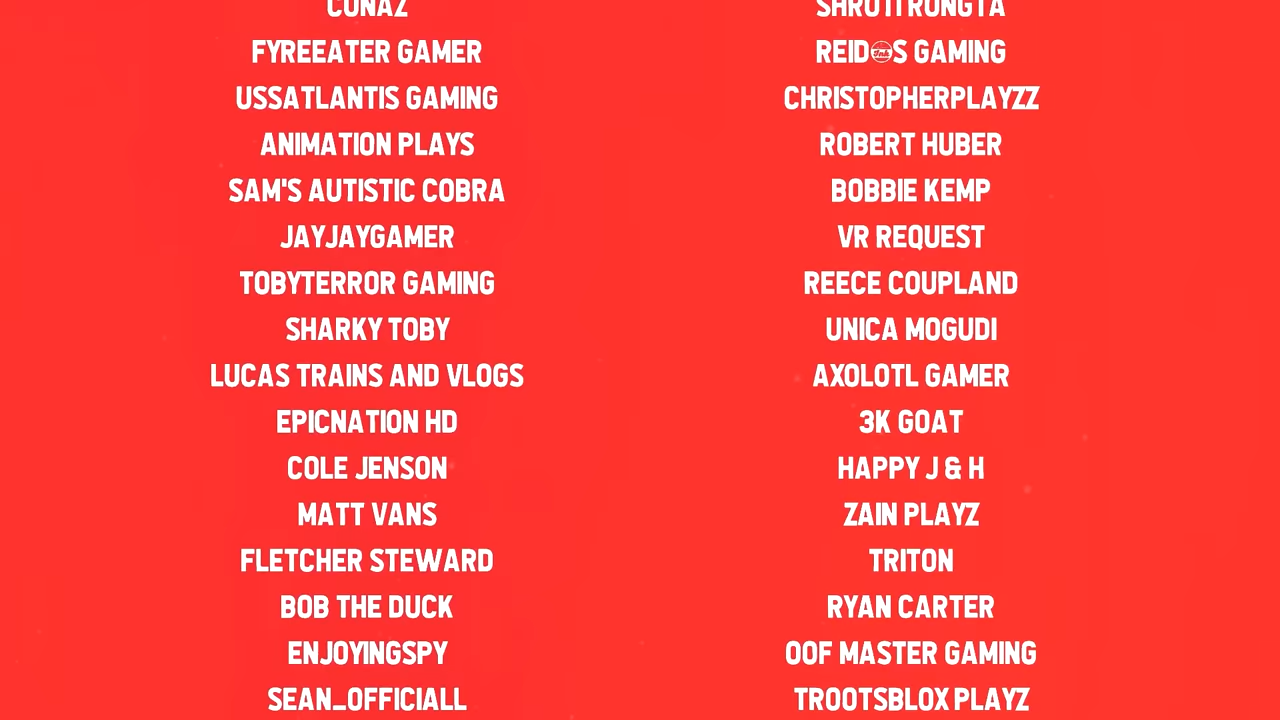 CONAZ
FYREEATER GAMER
USSATLANTIS GAMING
ANIMATION PLAYS
SAM'S AUTISTIC COBRA
JAYJAYGAMER
TOBYTERROR GAMING
SHARKY TOBY
LUCAS TRAINS AND VLOGS
EPICNATION HD
COLE JENSON
MATT VANS
FLETCHER STEWARD
BOB THE DUCK
ENJOYINGSPY
SEAN_OFFICIALL
SHRUTI RUNGTA
GAMING
CHRISTOPHERPLAYZZ
ROBERT HUBER
BOBBIE KEMP
VR REQUEST
REECE COUPLAND
UNICA MOGUDI
AXOLOTL GAMER
3K GOAT
HAPPY J & H
ZAIN PLAYZ
TRITON
RYAN CARTER
OOF MASTER GAMING
TROOTSBLOX PLAYZ